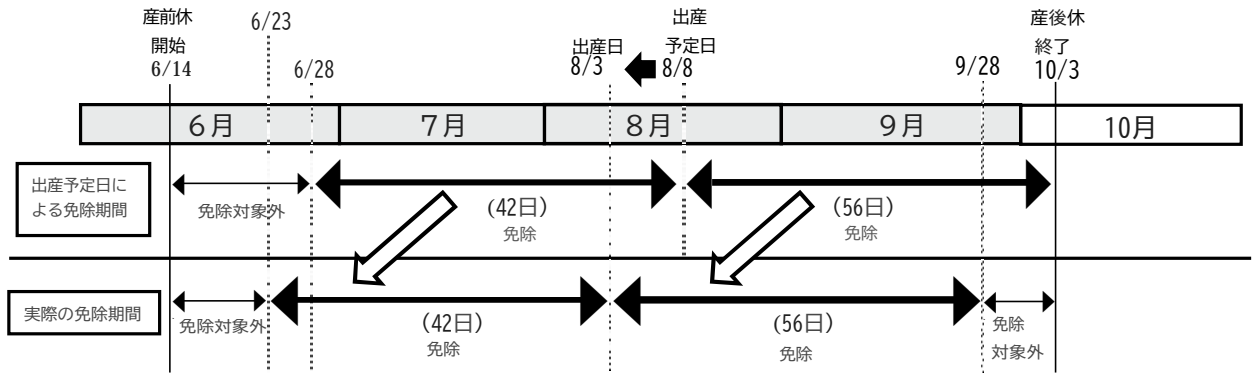 産前休
開始
6/14
6/23
6/28
出産日
8/3
出産
予定日
8/8
9/28
産後休
終了
10/3
6月
7月
8月
9月
10月
出産予定日に
よる免除期間
免除対象外
(42日)
免除
(56日)
免除
実際の免除期間
免除対象外
(42日)
免除
(56日)
免除
免除
対象外